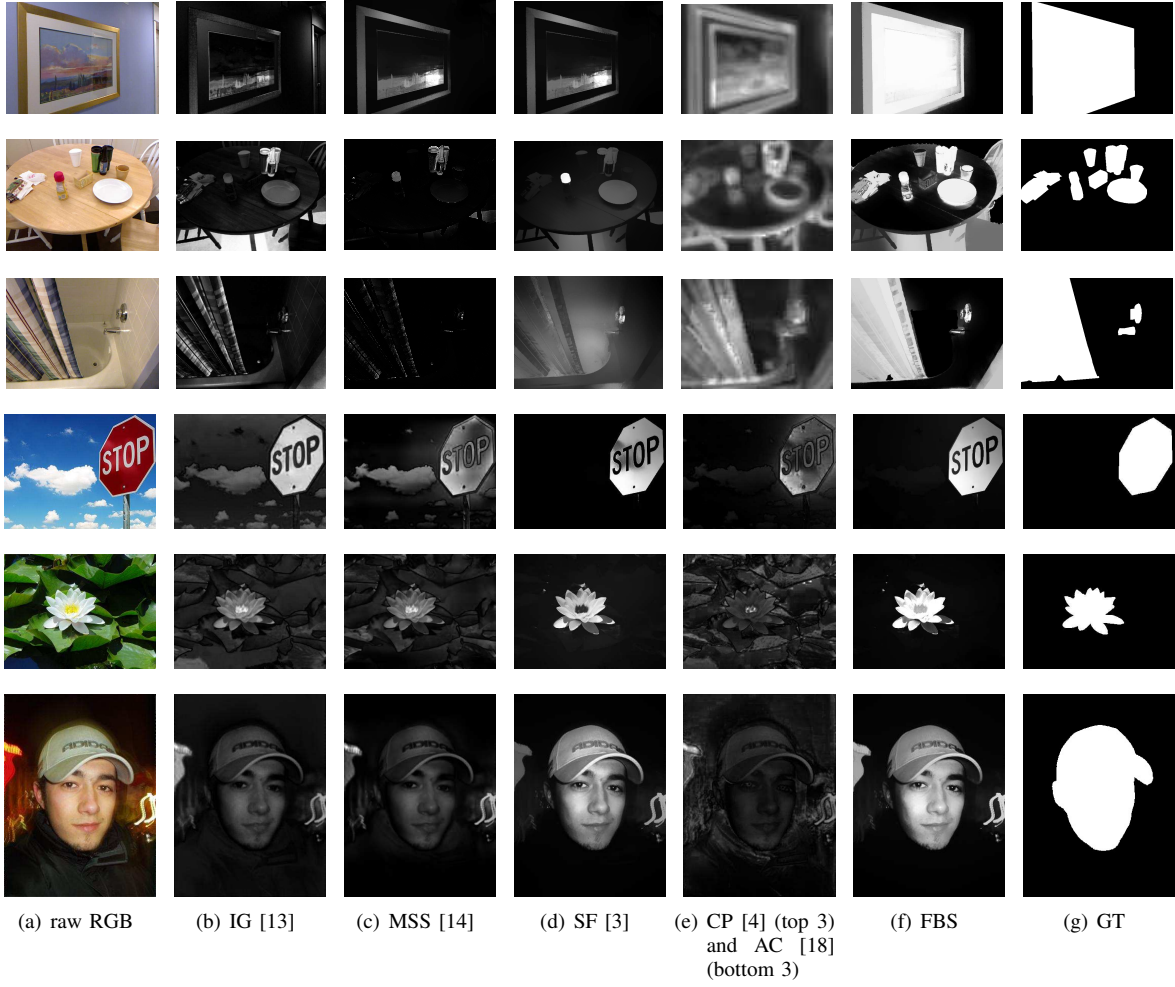 STOP
STOP
STOP
STOP
STOP
STOP
(a) raw RGB
(b) IG [13]
(c) MSS [14]
(d) SF [3]
(e) CP [4] (top 3)
and AC [18]
(bottom 3)
(f) FBS
(g) GT